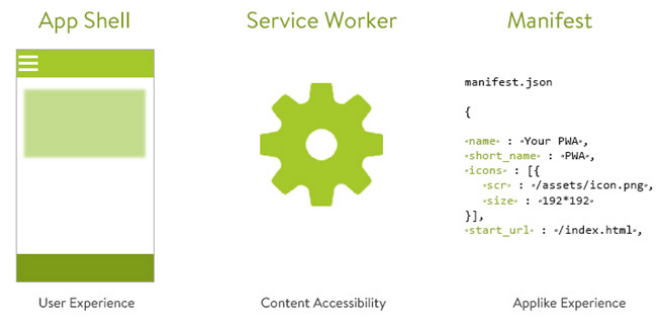 App Shell
Service Worker
Manifest
manifest.json
{
"name" : "Your PWA",
"short_name" : "PWA",
"icons" : [{
"scr" : "/assets/icon.png",
"size" : "192*192"
}],
"start_url" : "/index.html",
User Experience
Content Accessibility
Applike Experience